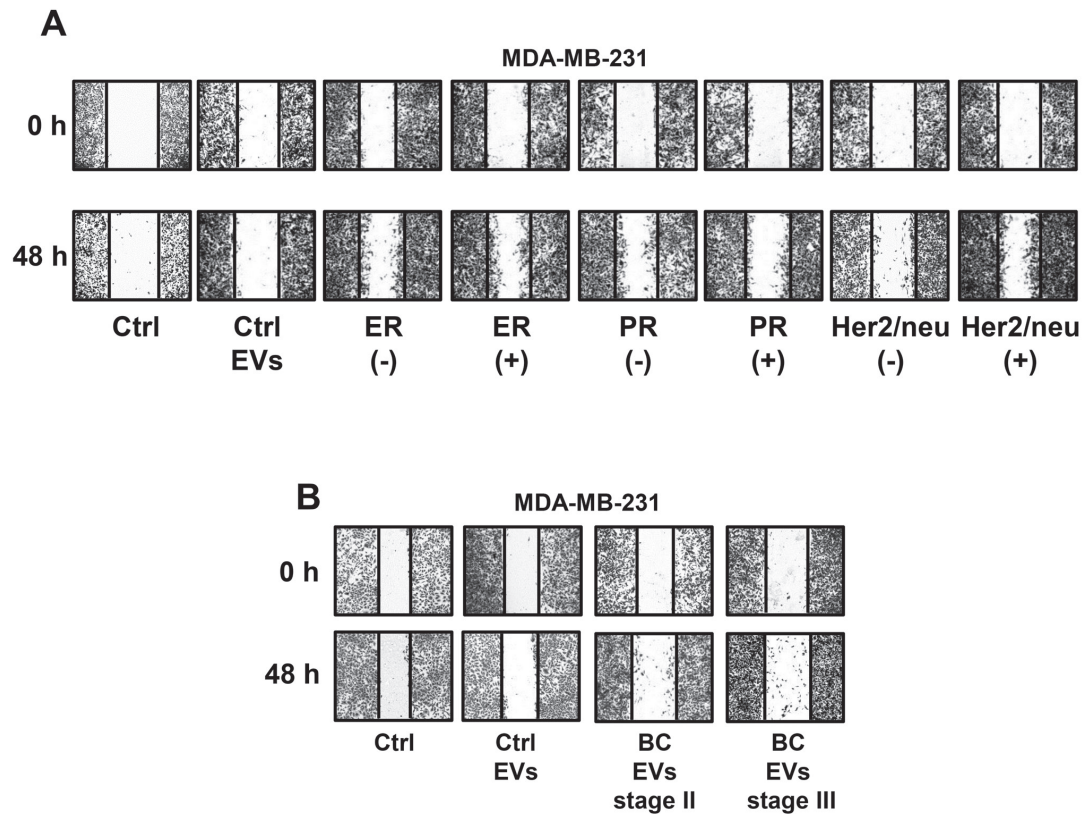 A
MDA-MB-231
0 h
48 h
Ctrl
Ctrl
EVs
ER
(-)
ER
(+)
PR
(-)
PR
(+)
Her2/neu
(-)
Her2/neu
(+)
B
MDA-MB-231
0 h
48 h
Ctrl
Ctrl
EVs
BC
EVs
stage II
BC
EVs
stage III